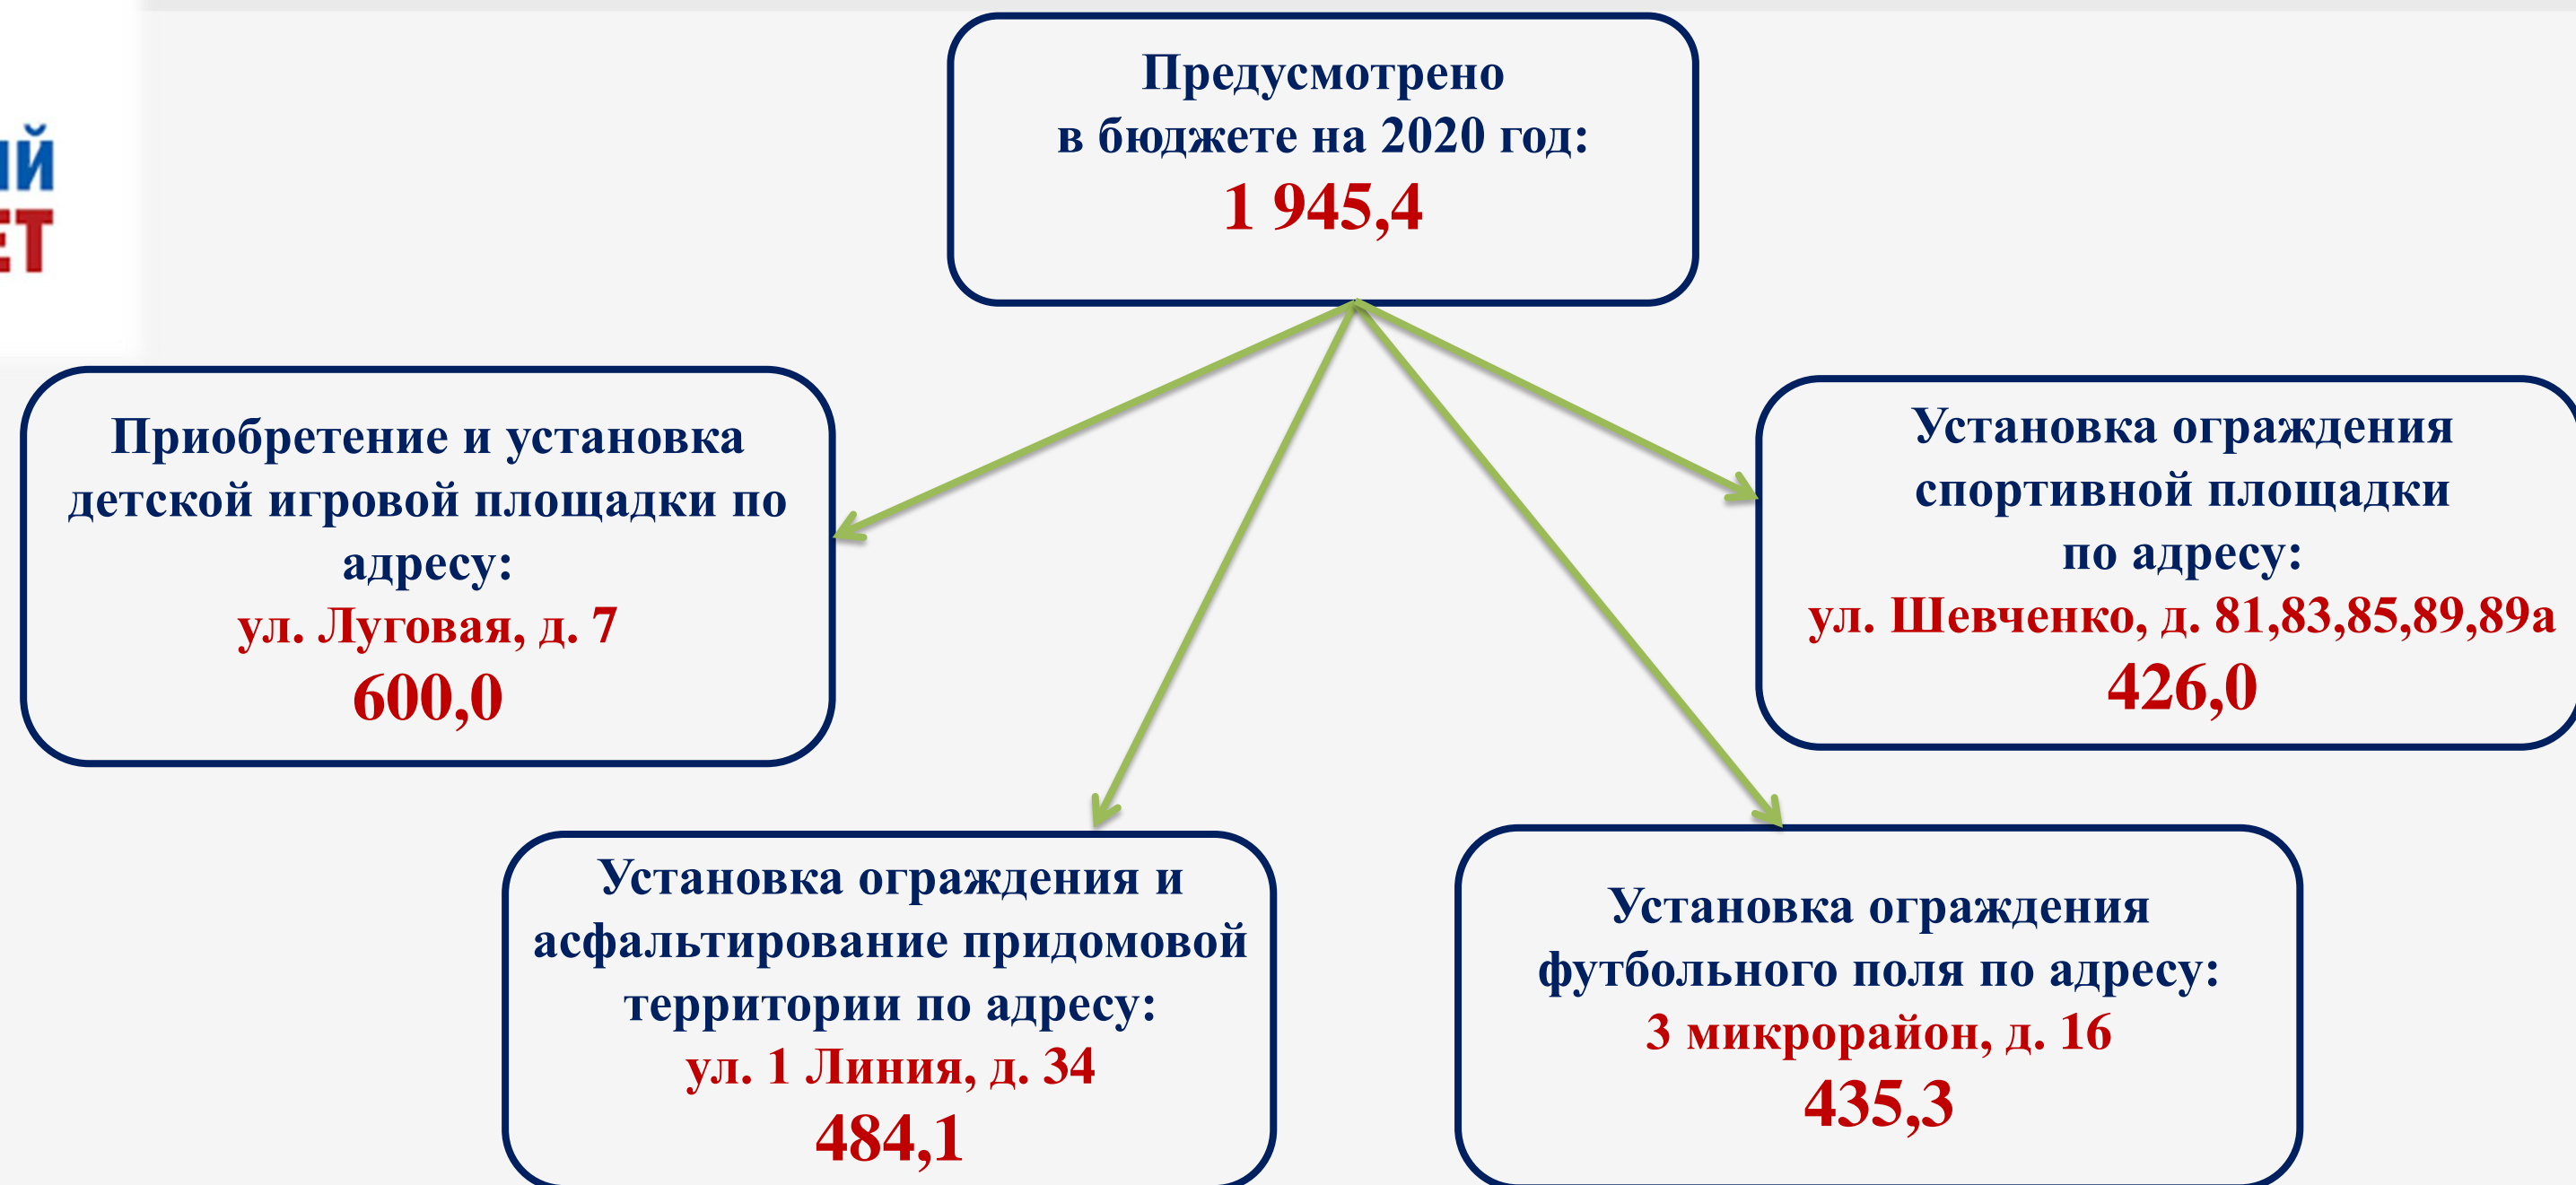 ИЙ
ЕТ
Предусмотрено
в бюджете на 2020 год:
1 945,4
Приобретение и установка
детской игровой площадки по
адресу:
ул. Луговая, д. 7
600,0
Установка ограждения
спортивной площадки
по адресу:
ул. Шевченко, д. 81,83,85,89,89а
426,0
Установка ограждения и
асфальтирование придомовой
территории по адресу:
ул. 1 Линия, д. 34
484,1
Установка ограждения
футбольного поля по адресу:
3 микрорайон, д. 16
435,3